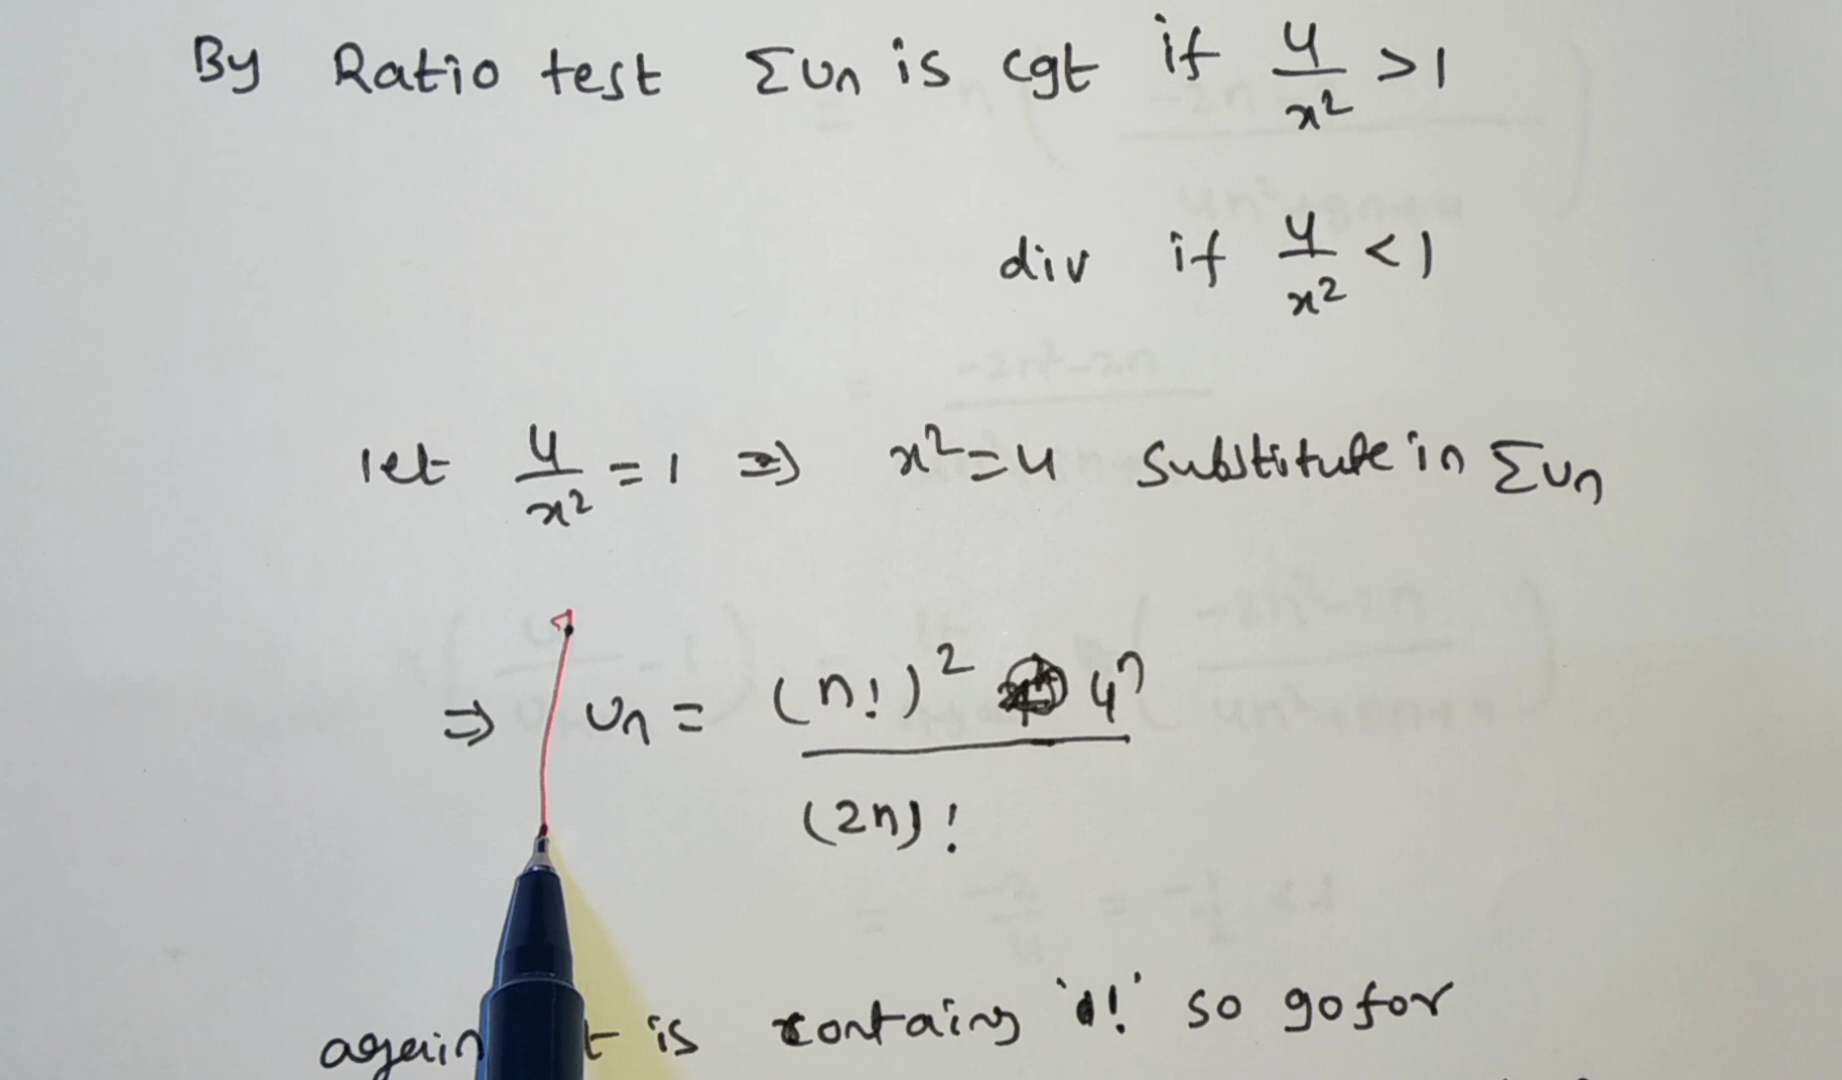 By Ratio test Σun is cgt if 4/x² > 1
div if 4/x² < 1
let 4/x² = 1 ⇒ x² = 4 Substitute in Σun
⇒ un = (n!)² 4ⁿ / (2n)!
again is contains '!' so go for